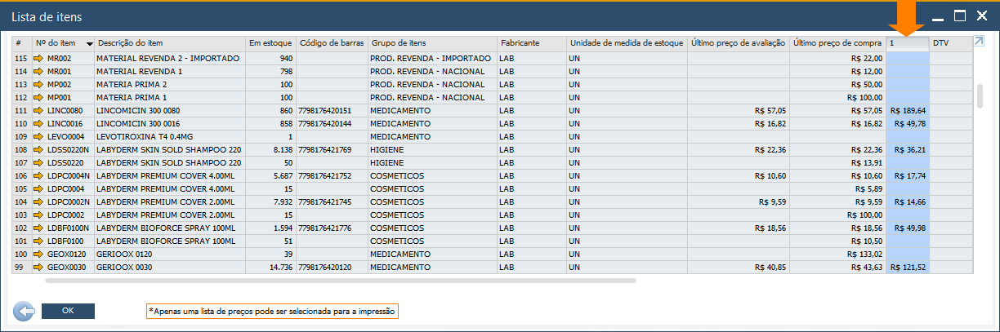 Lista de itens
# Nº do item Descrição do item Em estoque Código de barras Grupo de itens Fabricante Unidade de medida de estoque Último preço de avaliação Último preço de compra 1 DTV
115 MR002 MATERIAL REVENDA 2 - IMPORTADO 940 PROD. REVENDA - IMPORTADO LAB UN R$ 22,00
114 MR001 MATERIAL REVENDA 1 798 PROD. REVENDA - NACIONAL LAB UN R$ 12,00
113 MP002 MATERIA PRIMA 2 100 PROD. REVENDA - NACIONAL LAB UN R$ 50,00
112 MP001 MATERIA PRIMA 1 100 PROD. REVENDA - NACIONAL LAB UN R$ 100,00
111 LINC0080 LINCOMICIN 300 0080 860 7798176420151 MEDICAMENTO LAB UN R$ 57,05 R$ 57,05 R$ 189,64
110 LINC0016 LINCOMICIN 300 0016 858 7798176420144 MEDICAMENTO LAB UN R$ 16,82 R$ 16,82 R$ 49,78
109 LEVO0004 LEVOTIROXINA T4 0.4MG 1 MEDICAMENTO LAB UN
108 LDSS0220N LABYDERM SKIN SOLD SHAMPOO 220 8.138 7798176421769 HIGIENE LAB UN R$ 22,36 R$ 22,36 R$ 36,21
107 LDSS0220 LABYDERM SKIN SOLD SHAMPOO 220 50 HIGIENE LAB UN R$ 13,91
106 LDPC0004N LABYDERM PREMIUM COVER 4.00ML 5.687 7798176421752 COSMETICOS LAB UN R$ 10,60 R$ 10,60 R$ 17,74
105 LDPC0004 LABYDERM PREMIUM COVER 4.00ML 15 COSMETICOS LAB UN R$ 5,89
104 LDPC0002N LABYDERM PREMIUM COVER 2.00ML 7.932 7798176421745 COSMETICOS LAB UN R$ 9,59 R$ 9,59 R$ 14,66
103 LDPC0002 LABYDERM PREMIUM COVER 2.00ML 15 COSMETICOS LAB UN R$ 100,00
102 LDBF0100N LABYDERM BIOFORCE SPRAY 100ML 1.594 7798176421776 COSMETICOS LAB UN R$ 18,56 R$ 18,56 R$ 49,98
101 LDBF0100 LABYDERM BIOFORCE SPRAY 100ML 51 COSMETICOS LAB UN R$ 10,50
100 GEOX0120 GERIOOX 0120 39 MEDICAMENTO LAB UN R$ 133,02
99 GEOX0030 GERIOOX 0030 14.736 7798176420120 MEDICAMENTO LAB UN R$ 40,85 R$ 43,63 R$ 121,52
OK
*Apenas uma lista de preços pode ser selecionada para a impressão